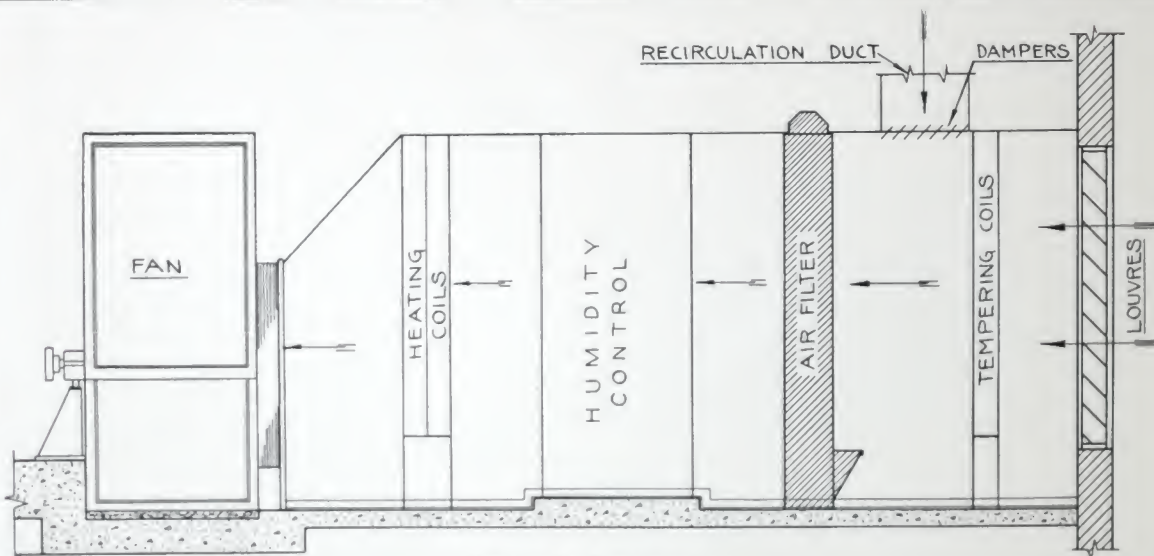 RECIRCULATION DUCT
DAMPERS
FAN
HEATING
COILS
HUMIDITY
CONTROL
AIR FILTER
TEMPERING COILS
LOUVRES